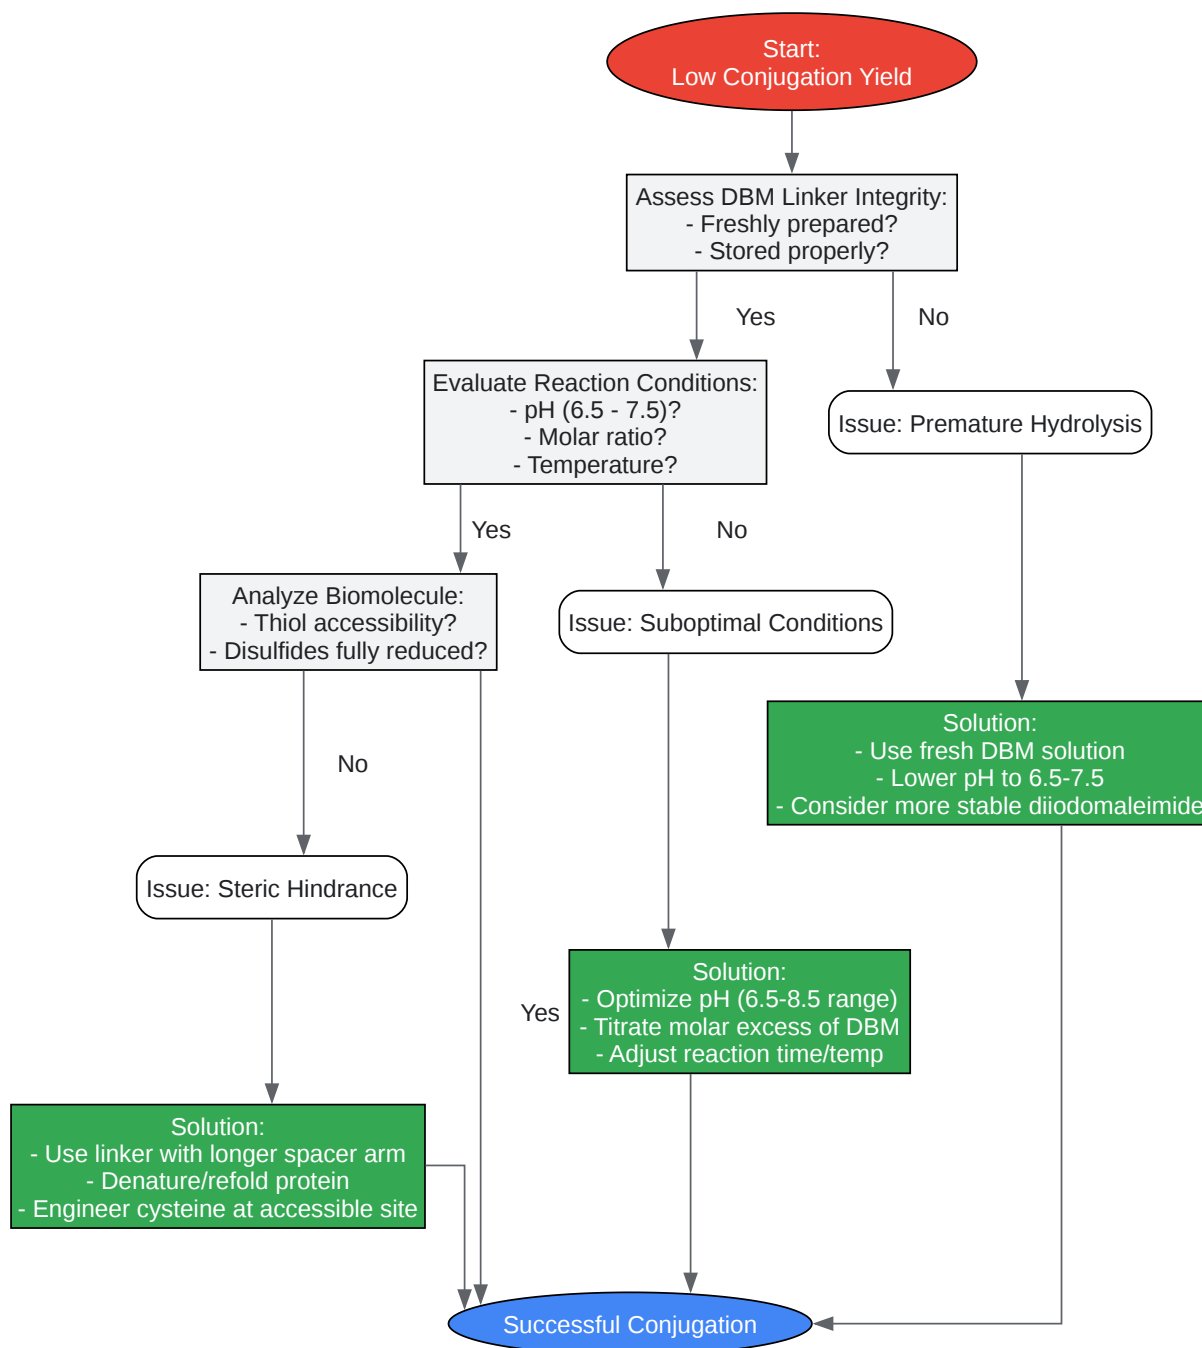 Start:
Low Conjugation Yield
Assess DBM Linker Integrity:
- Freshly prepared?
- Stored properly?
Yes
No
Evaluate Reaction Conditions:
- pH (6.5 - 7.5)?
- Molar ratio?
- Temperature?
Issue: Premature Hydrolysis
Yes
No
Analyze Biomolecule:
- Thiol accessibility?
- Disulfides fully reduced?
Issue: Suboptimal Conditions
No
Solution:
- Use fresh DBM solution
- Lower pH to 6.5-7.5
- Consider more stable diiodomaleimide
Issue: Steric Hindrance
Yes
Solution:
- Optimize pH (6.5-8.5 range)
- Titrate molar excess of DBM
- Adjust reaction time/temp
Solution:
- Use linker with longer spacer arm
- Denature/refold protein
- Engineer cysteine at accessible site
Successful Conjugation